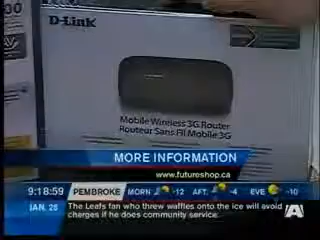 00
D-Link
Mobile Wireless 3G Router
Routeur Sans Fil Mobile 3G
MORE INFORMATION
www.futureshop.ca
9:18:59 PEMBROKE MORN -12 AFT. -4 EVE -10
JAN. 28 The Leafs fan who threw waffles onto the ice will avoid
charges if he does community service.
A